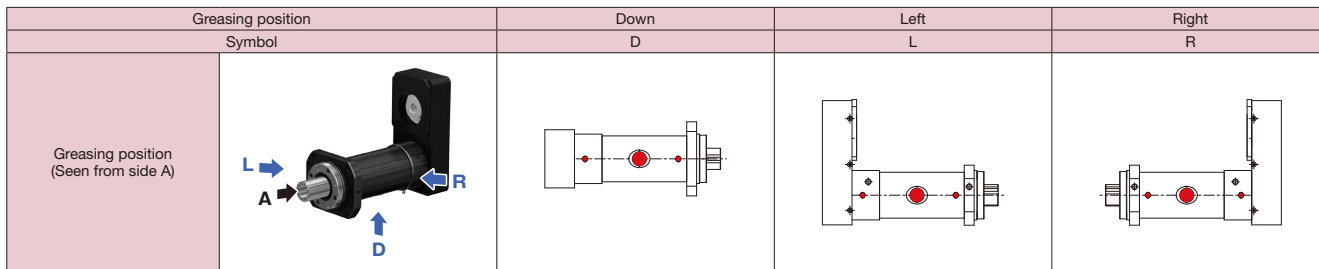 Greasing position Down Left Right
Symbol D L R
Greasing position
(Seen from side A)
L
A
R
D